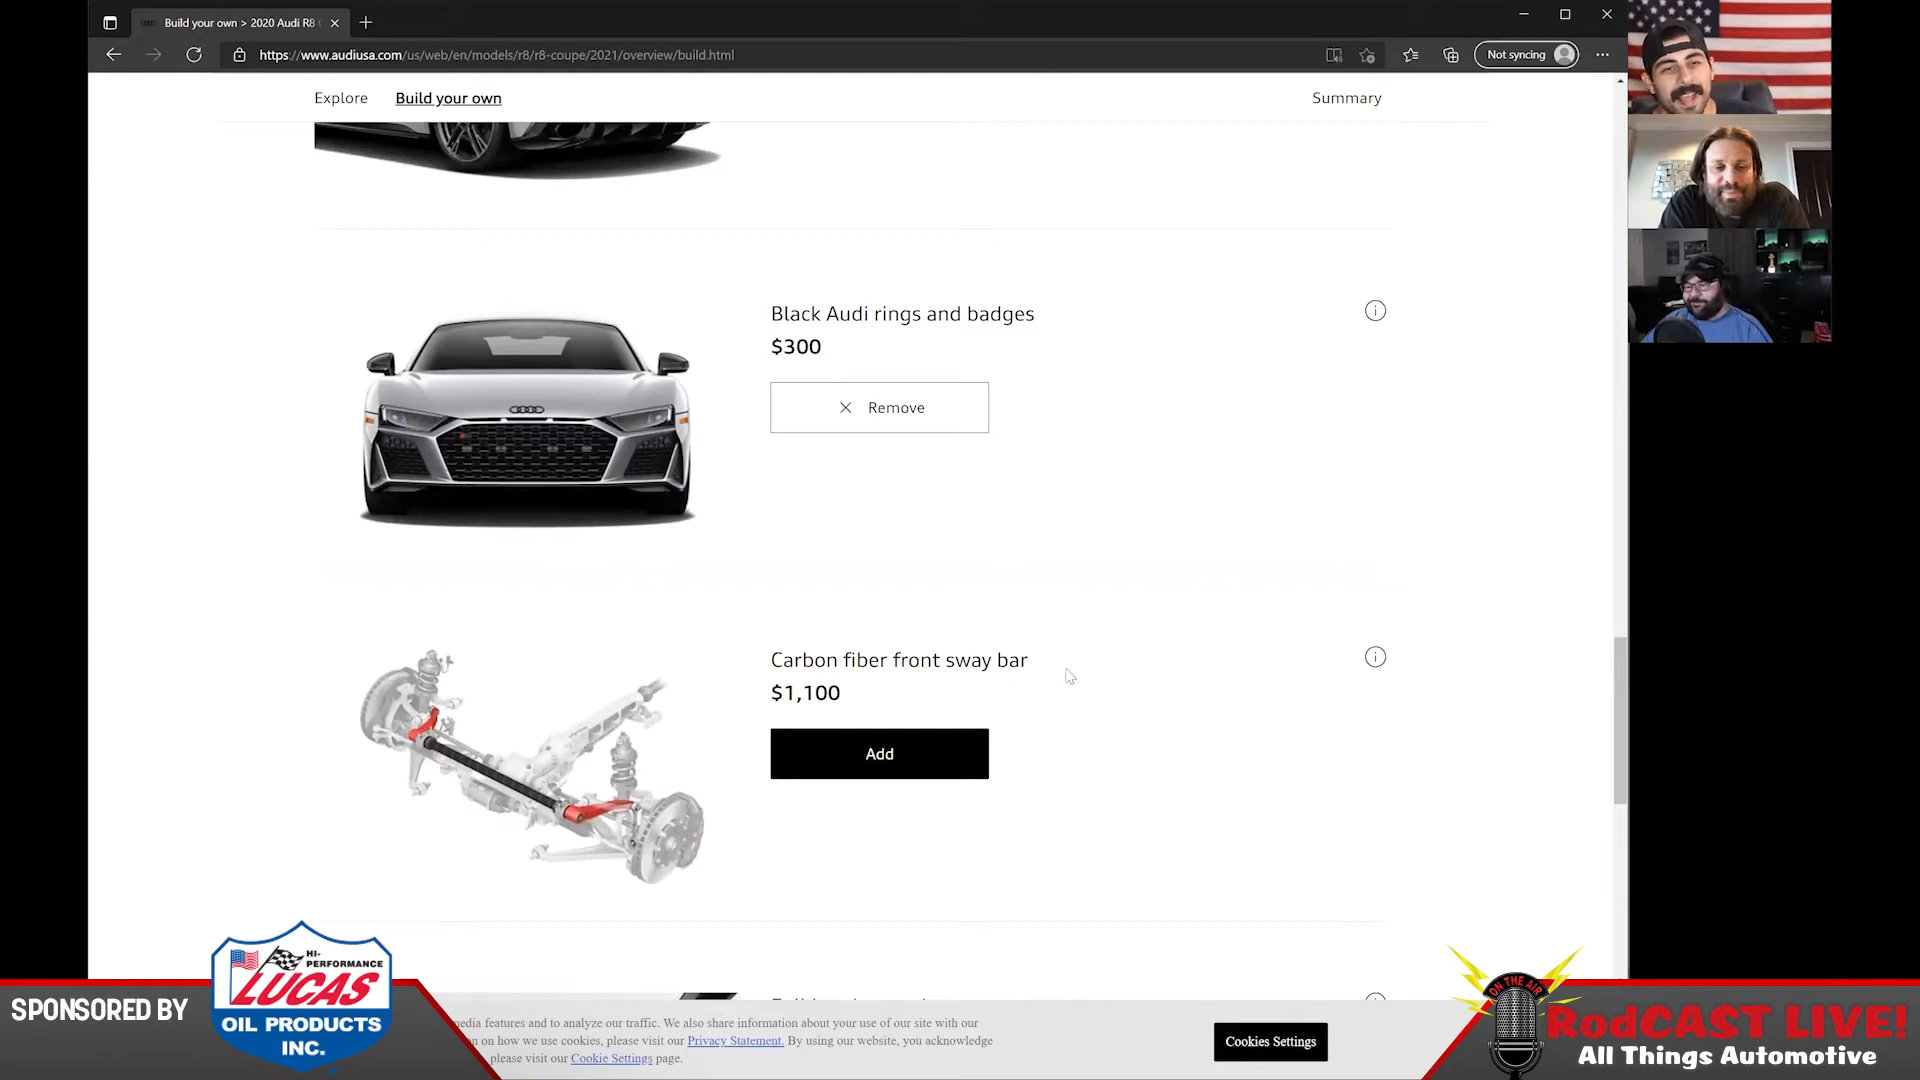 Build your own > 2020 Audi R8
https://www.audiusa.com/us/web/en/models/r8/r8-coupe/2021/overview/build.html
Not syncing
Explore
Build your own
Summary
Black Audi rings and badges
$300
Remove
Carbon fiber front sway bar
$1,100
Add
SPONSORED BY
HI-
PERFORMANCE
LUCAS
OIL PRODUCTS
INC.
media features and to analyze our traffic. We also share information about your use of our site with our
on on how we use cookies, please visit our Privacy Statement. By using our website, you acknowledge
please visit our Cookie Settings page.
Cookies Settings
ON THE AIR
RodCAST LIVE!
All Things Automotive